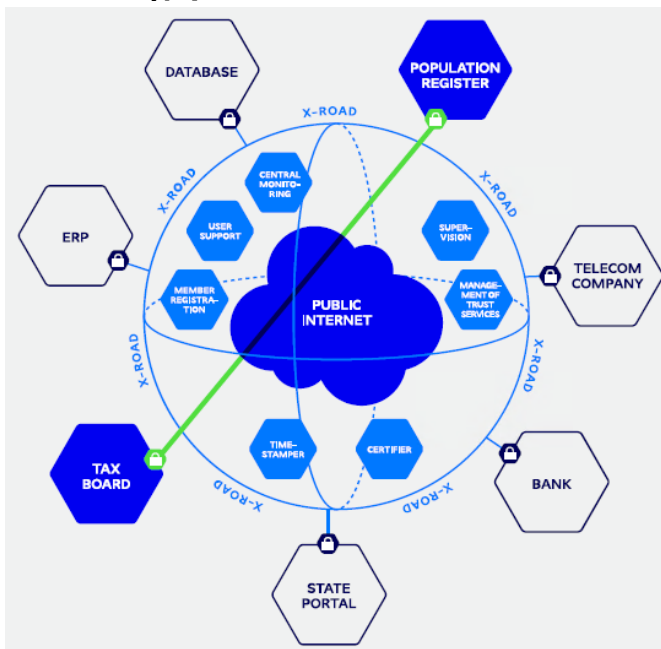 DATABASE
POPULATION
REGISTER
X-ROAD
X-ROAD
X-ROAD
CENTRAL
MONITO-
RING
USER
SUPPORT
SUPER-
VISION
ERP
TELECOM
COMPANY
MEMBER
REGISTRA-
TION
MANAGE-
MENT OF
TRUST
SERVICES
PUBLIC
INTERNET
X-ROAD
X-ROAD
TIME-
STAMPER
CERTIFIER
TAX
BOARD
BANK
X-ROAD
X-ROAD
STATE
PORTAL